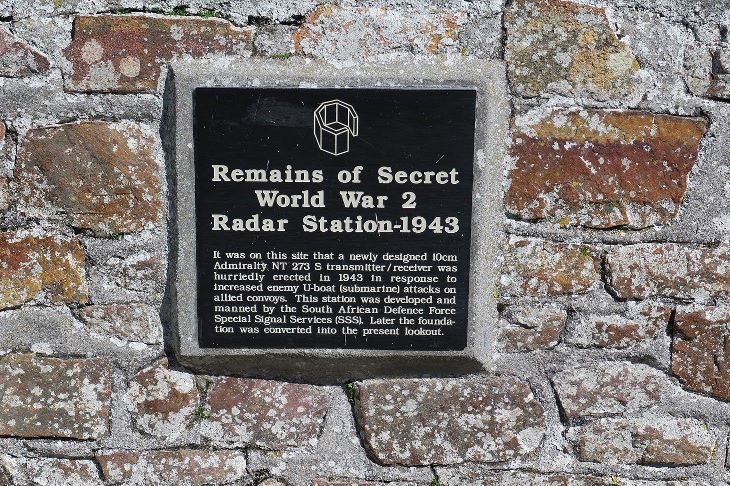 Remains of Secret
World War 2
Radar Station-1943
It was on this site that a newly designed 10cm
Admiralty NT 273 S transmitter/receiver was
hurriedly erected in 1943 in response to
increased enemy U-boat (submarine) attacks on
allied convoys. This station was developed and
manned by the South African Defence Force
Special Signal Services (SSS). Later the founda-
tion was converted into the present lookout.